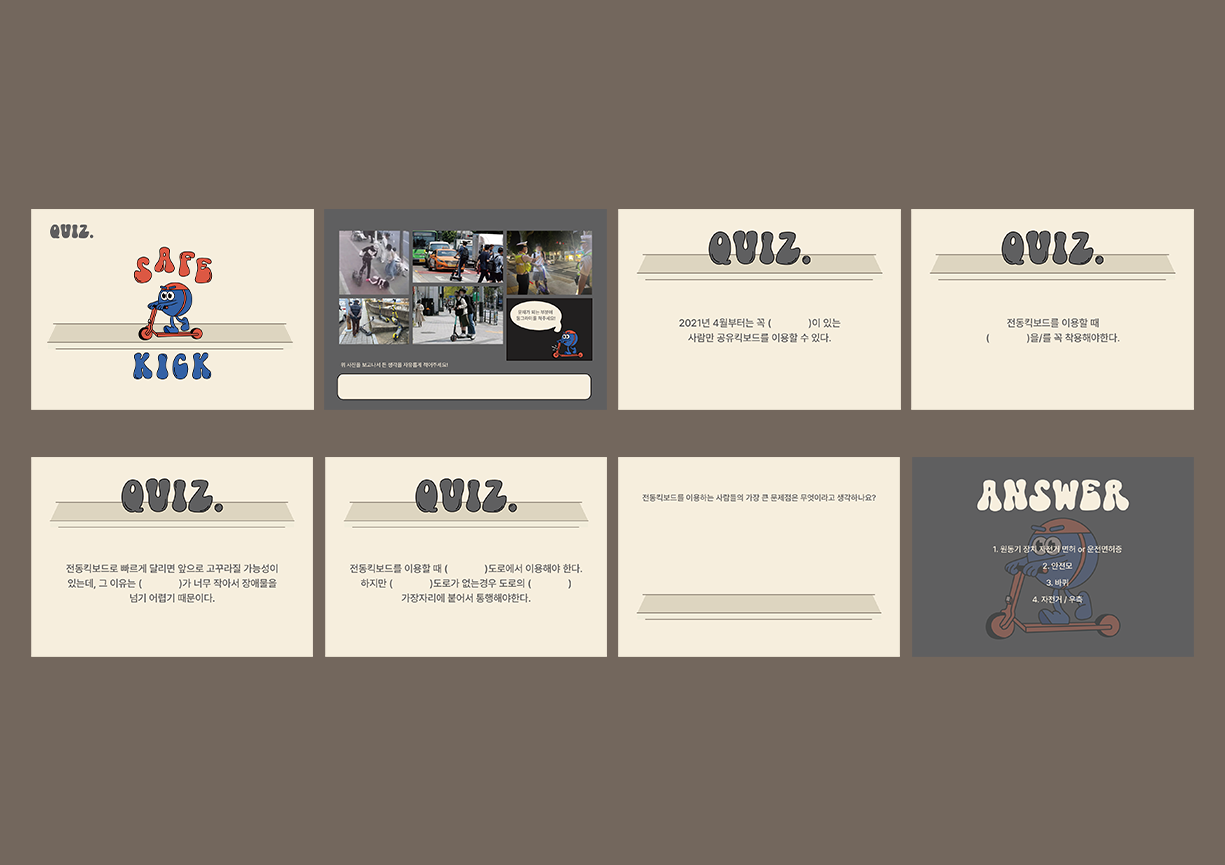 QUIZ.
SAFE
KICK
문제가 되는 부분에
동그라미를 해주세요!
위 사진을 보고나서 든 생각을 자유롭게 적어주세요!
QUIZ.
2021년 4월부터는 꼭 ( )이 있는
사람만 공유킥보드를 이용할 수 있다.
QUIZ.
전동킥보드를 이용할 때
( )을/를 꼭 착용해야한다.
QUIZ.
전동킥보드로 빠르게 달리면 앞으로 고꾸라질 가능성이
있는데, 그 이유는 ( )가 너무 작아서 장애물을
넘기 어렵기 때문이다.
QUIZ.
전동킥보드를 이용할 때 ( )도로에서 이용해야 한다.
하지만 ( )도로가 없는경우 도로의 ( )
가장자리에 붙어서 통행해야한다.
전동킥보드를 이용하는 사람들의 가장 큰 문제점은 무엇이라고 생각하나요?
ANSWER
1. 원동기 장치 자전거 면허 or 운전면허증
2. 안전모
3. 바퀴
4. 자전거 / 우측